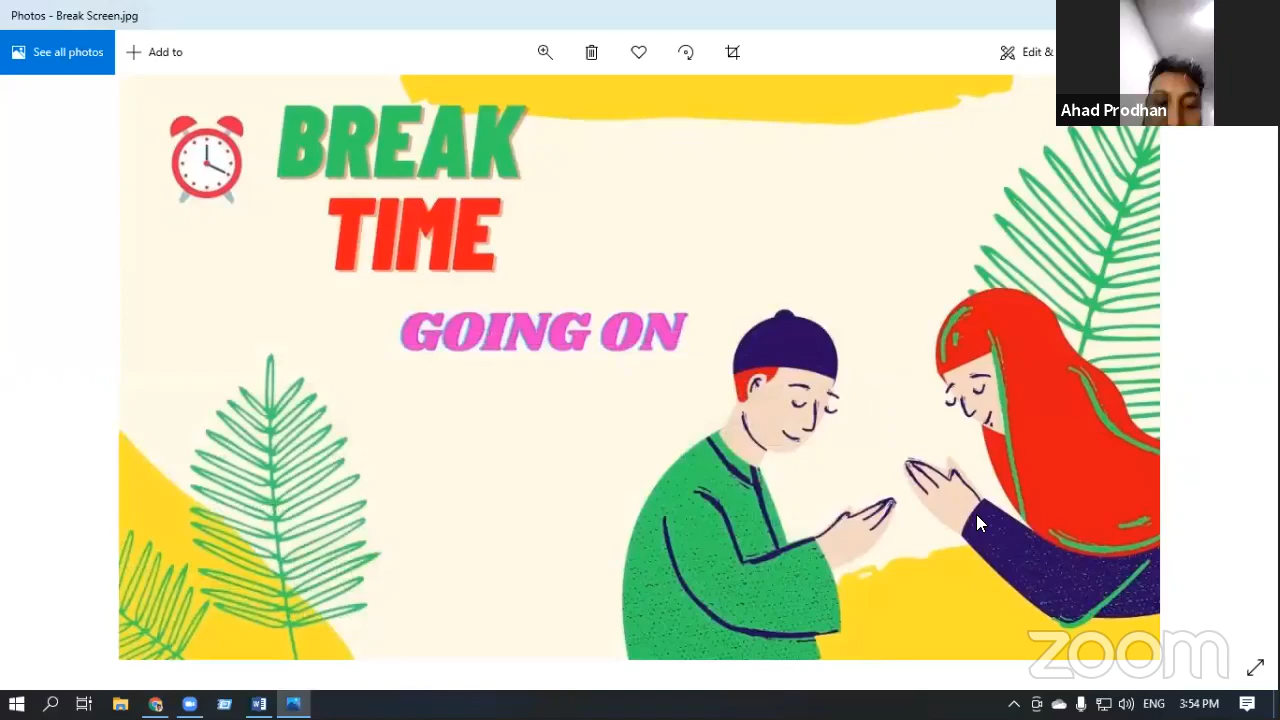 Photos - Break Screen.jpg
See all photos
Add to
Edit &
Ahad Prodhan
BREAK
TIME
GOING ON
zoom
ENG
3:54 PM